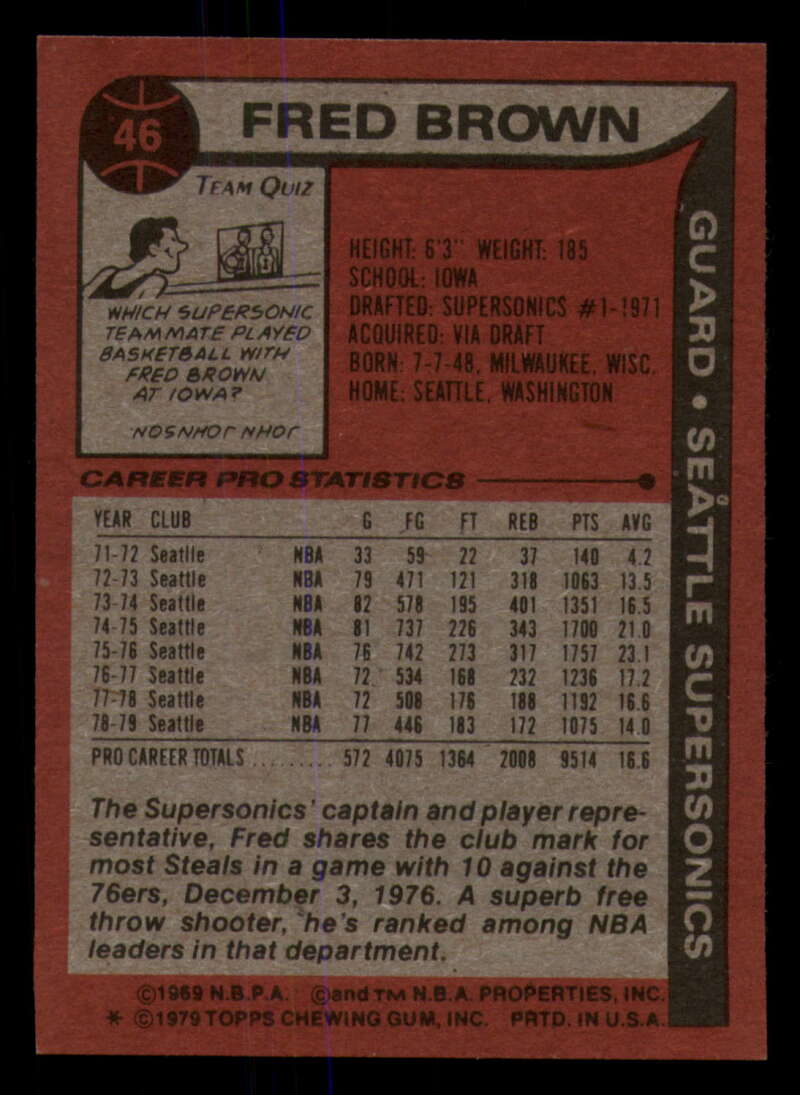 46
FRED BROWN
TEAM QUIZ
WHICH SUPERSONIC
TEAMMATE PLAYED
BASKETBALL WITH
FRED BROWN
AT IOWA?
JOHN JOHNSON
HEIGHT: 6'3" WEIGHT: 185
SCHOOL: IOWA
DRAFTED: SUPERSONICS #1-1971
ACQUIRED: VIA DRAFT
BORN: 7-7-48, MILWAUKEE, WISC.
HOME: SEATTLE, WASHINGTON
GUARD • SEATTLE SUPERSONICS
CAREER PRO STATISTICS
YEAR CLUB G FG FT REB PTS AVG
71-72 Seattle NBA 33 59 22 37 140 4.2
72-73 Seattle NBA 79 471 121 318 1063 13.5
73-74 Seattle NBA 82 578 195 401 1351 16.5
74-75 Seattle NBA 81 737 226 343 1700 21.0
75-76 Seattle NBA 76 742 273 317 1757 23.1
76-77 Seattle NBA 72 534 168 232 1236 17.2
77-78 Seattle NBA 72 508 176 188 1192 16.6
78-79 Seattle NBA 77 446 183 172 1075 14.0
PRO CAREER TOTALS ......... 572 4075 1364 2008 9514 16.6
The Supersonics' captain and player repre-
sentative, Fred shares the club mark for
most Steals in a game with 10 against the
76ers, December 3, 1976. A superb free
throw shooter, he's ranked among NBA
leaders in that department.
©1969 N.B.P.A. ©and TM N.B.A. PROPERTIES, INC.
* ©1979 TOPPS CHEWING GUM, INC. PRTD. IN U.S.A.